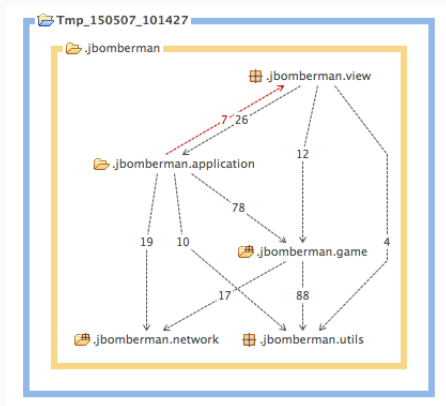 Tmp_150507_101427
.jbomberman
.jbomberman.view
7 26
.jbomberman.application
12
78
19 10 4
.jbomberman.game
17 88
.jbomberman.network .jbomberman.utils